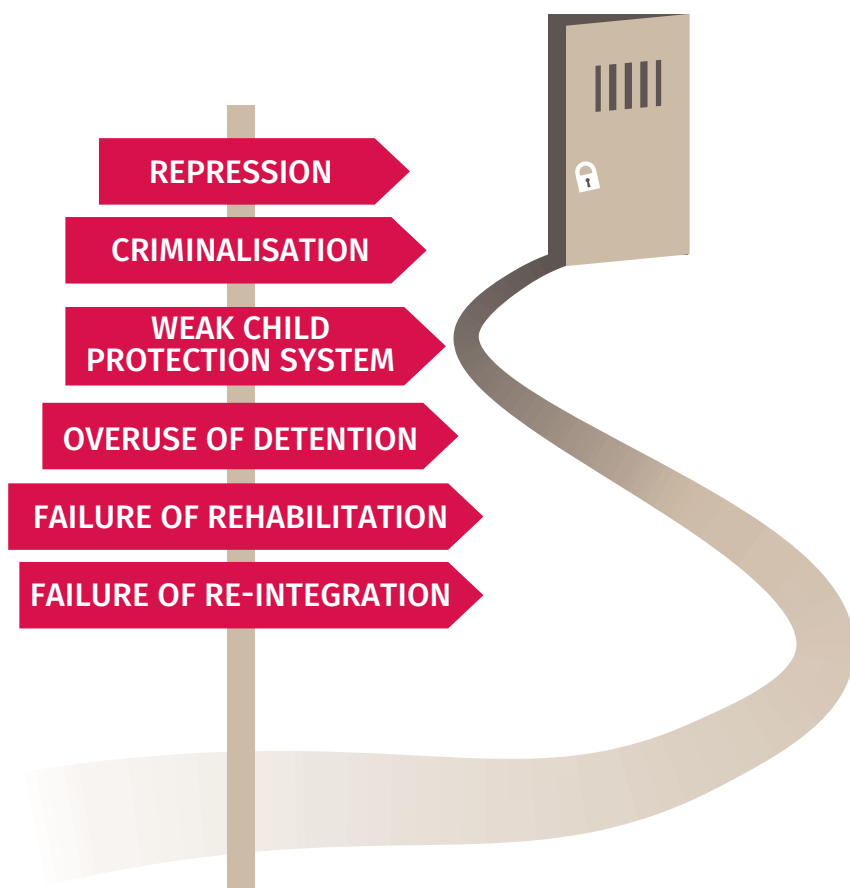 REPRESSION
CRIMINALISATION
WEAK CHILD
PROTECTION SYSTEM
OVERUSE OF DETENTION
FAILURE OF REHABILITATION
FAILURE OF RE-INTEGRATION